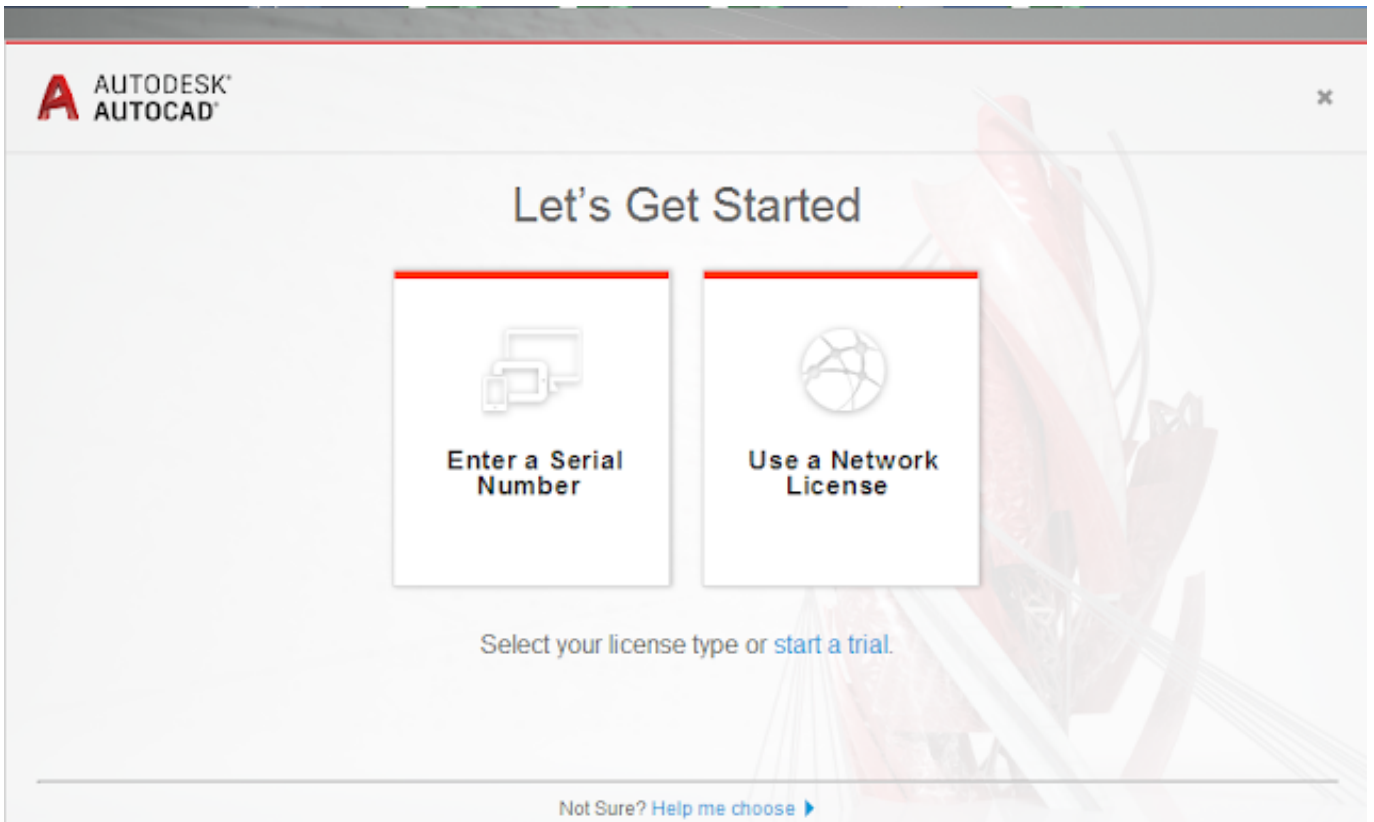 AUTODESK®
AUTOCAD®
Let’s Get Started
Enter a Serial
Number
Use a Network
License
Select your license type or start a trial.
Not Sure? Help me choose